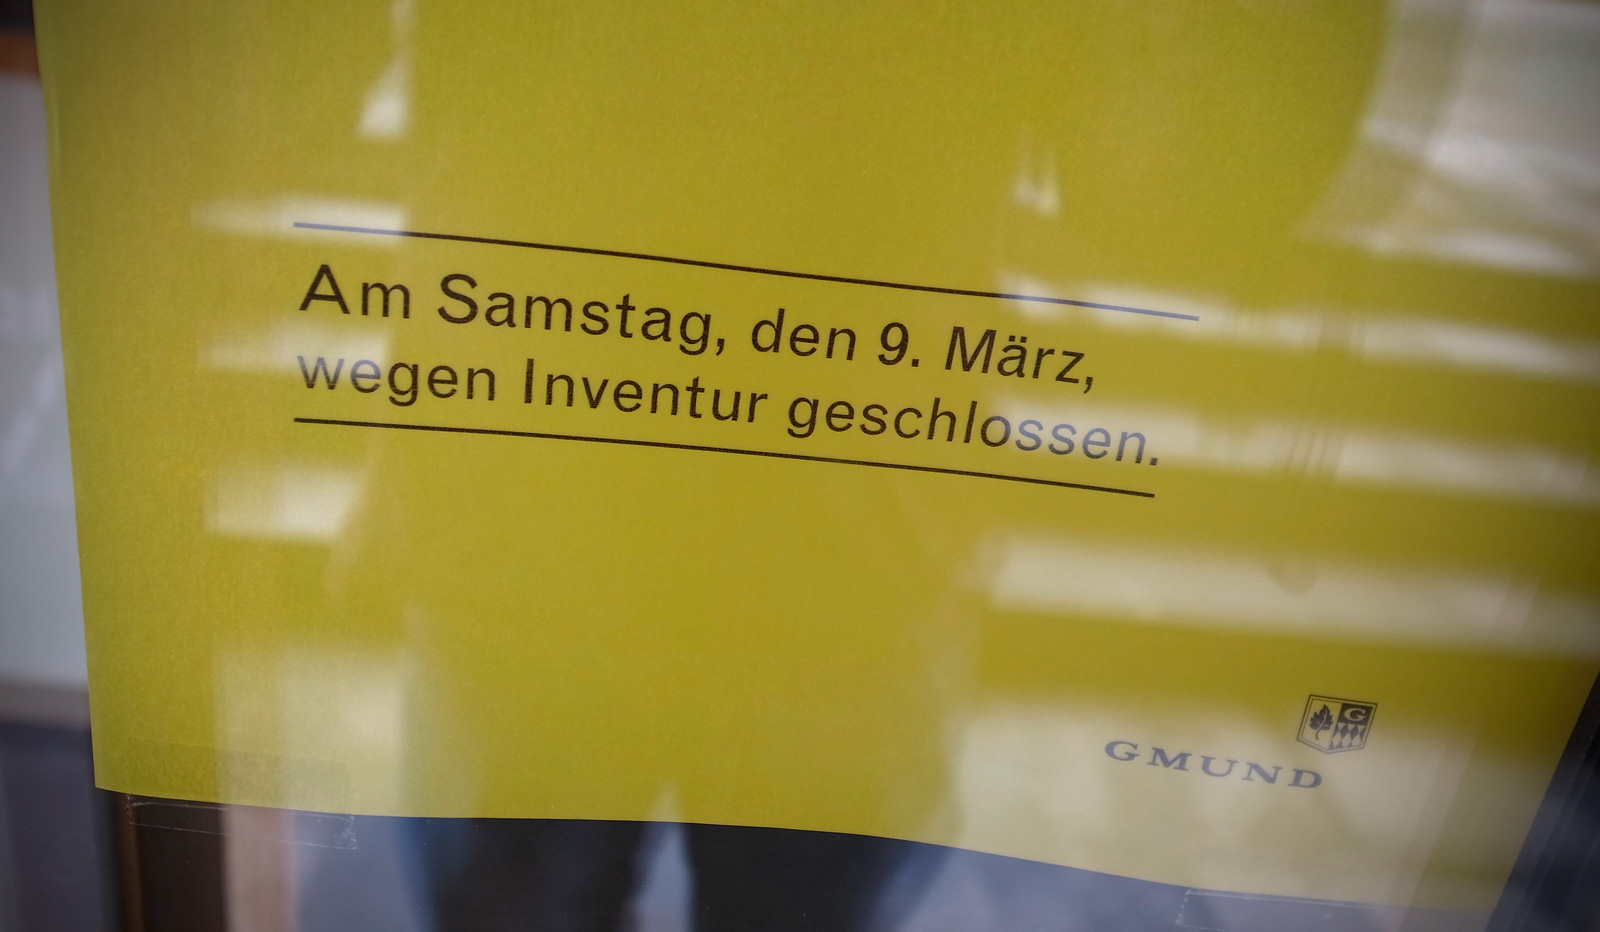 Am Samstag, den 9. März,
wegen Inventur geschlossen.
G
GMUND